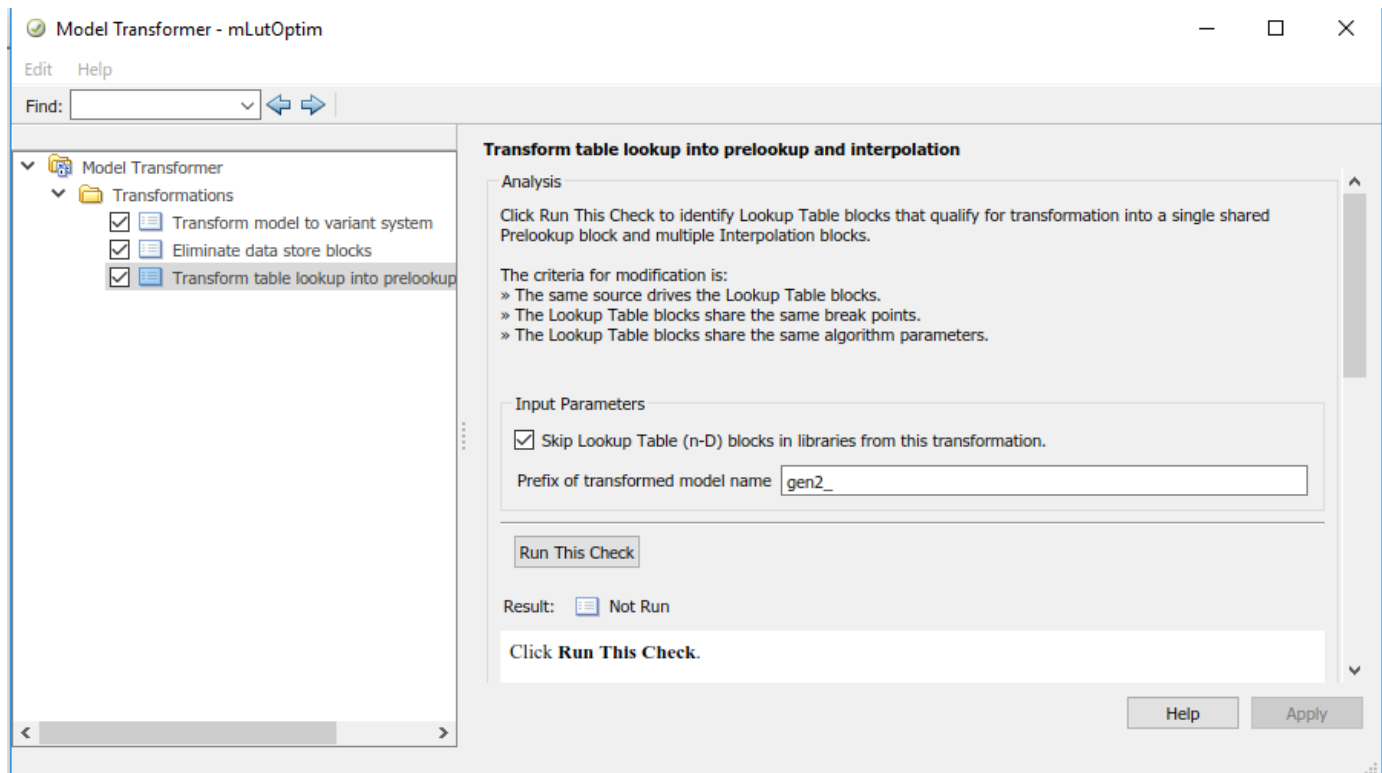 Model Transformer - mLutOptim
Edit Help
Find:
Model Transformer
Transformations
Transform model to variant system
Eliminate data store blocks
Transform table lookup into prelookup
Transform table lookup into prelookup and interpolation
Analysis
Click Run This Check to identify Lookup Table blocks that qualify for transformation into a single shared
Prelookup block and multiple Interpolation blocks.
The criteria for modification is:
» The same source drives the Lookup Table blocks.
» The Lookup Table blocks share the same break points.
» The Lookup Table blocks share the same algorithm parameters.
Input Parameters
Skip Lookup Table (n-D) blocks in libraries from this transformation.
Prefix of transformed model name gen2_
Run This Check
Result: Not Run
Click Run This Check.
Help Apply